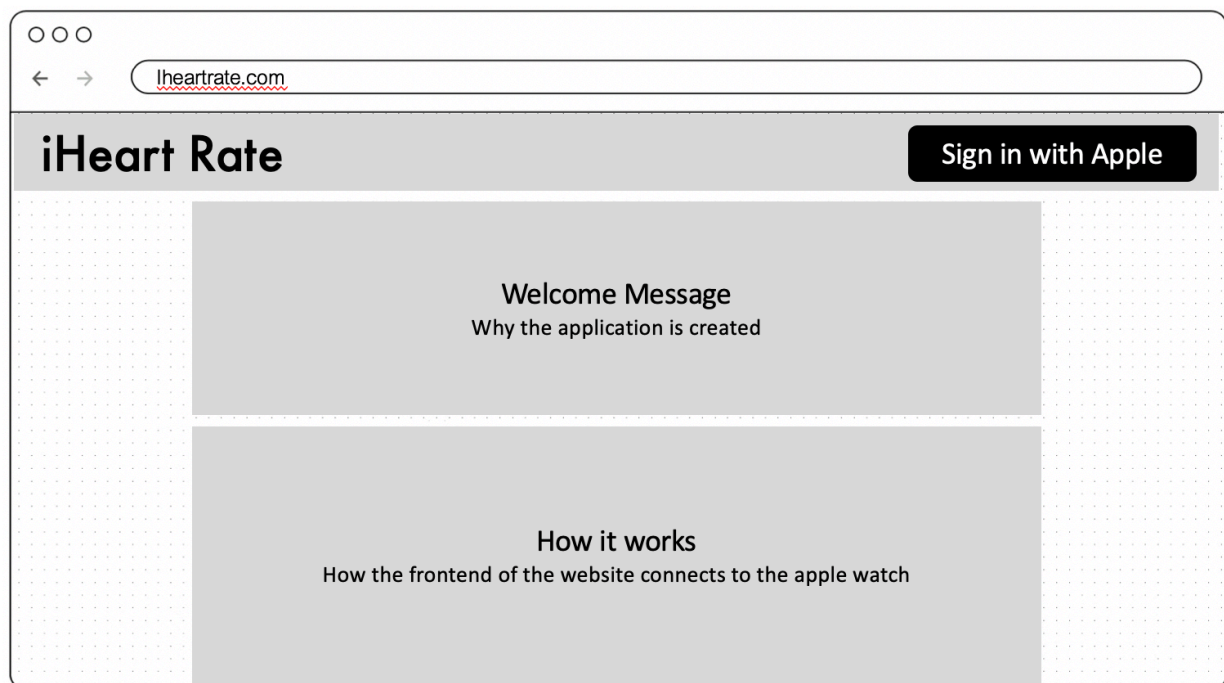 Iheartrate.com
iHeart Rate
Sign in with Apple
Welcome Message
Why the application is created
How it works
How the frontend of the website connects to the apple watch